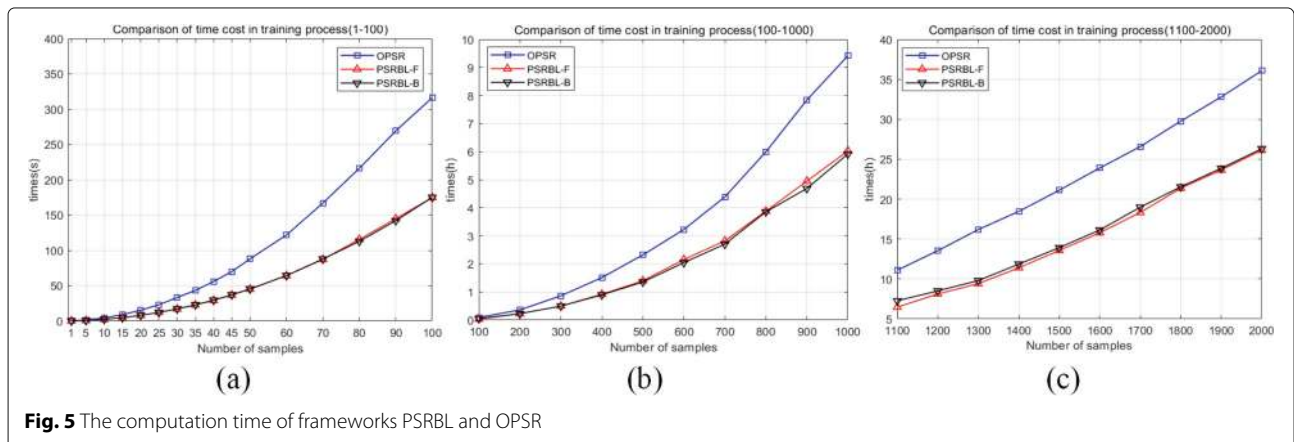 Comparison of time cost in training process(1-100)
times(s)
400
350
300
250
200
150
100
50
0
OPSR
PSRBL-F
PSRBL-B
1 5 10 15 20 25 30 35 40 45 50 60 70 80 90 100
Number of samples
(a)
Comparison of time cost in training process(100-1000)
times(h)
10
9
8
7
6
5
4
3
2
1
0
OPSR
PSRBL-F
PSRBL-B
100 200 300 400 500 600 700 800 900 1000
Number of samples
(b)
Comparison of time cost in training process(1100-2000)
times(h)
40
35
30
25
20
15
10
5
OPSR
PSRBL-F
PSRBL-B
1100 1200 1300 1400 1500 1600 1700 1800 1900 2000
Number of samples
(c)
Fig. 5 The computation time of frameworks PSRBL and OPSR